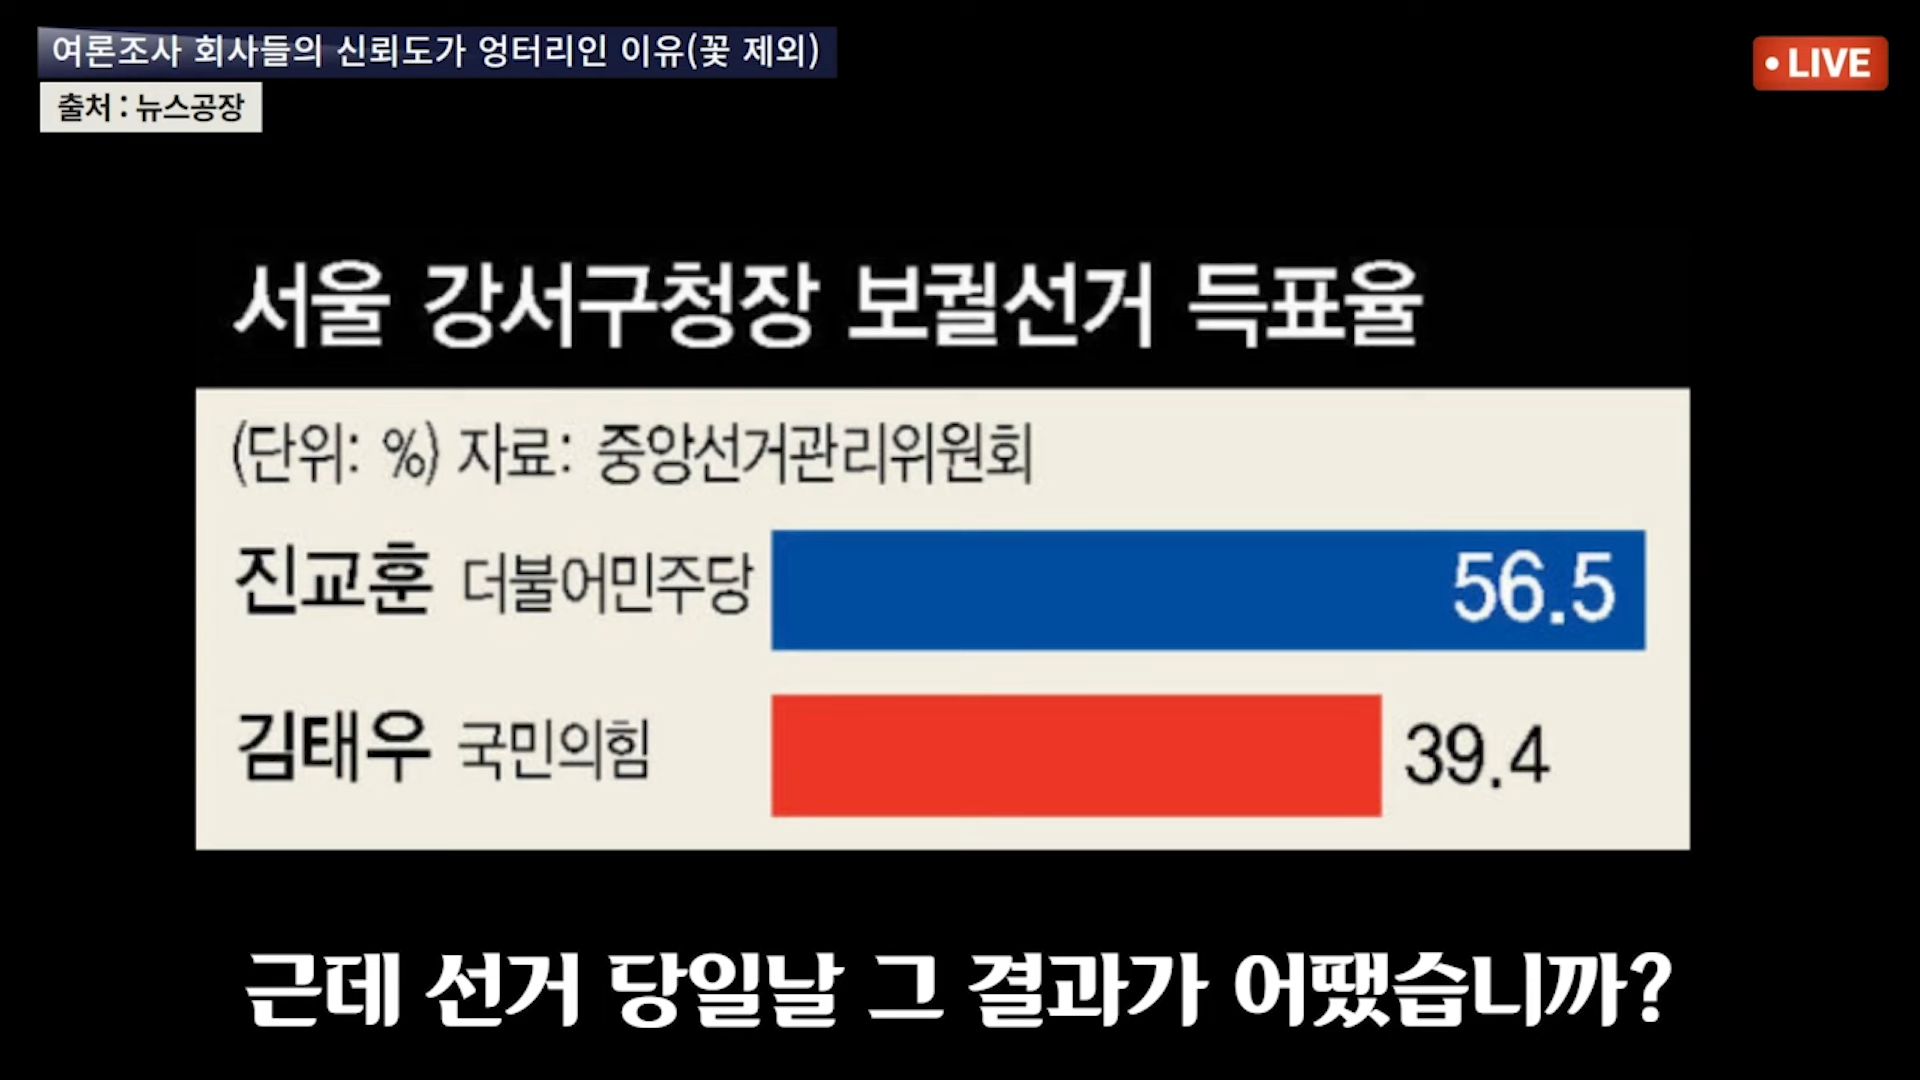 여론조사 회사들의 신뢰도가 엉터리인 이유(꽃 제외)
• LIVE
출처 : 뉴스공장
서울 강서구청장 보궐선거 득표율
(단위: %) 자료: 중앙선거관리위원회
진교훈 더불어민주당 56.5
김태우 국민의힘 39.4
근데 선거 당일날 그 결과가 어땠습니까?